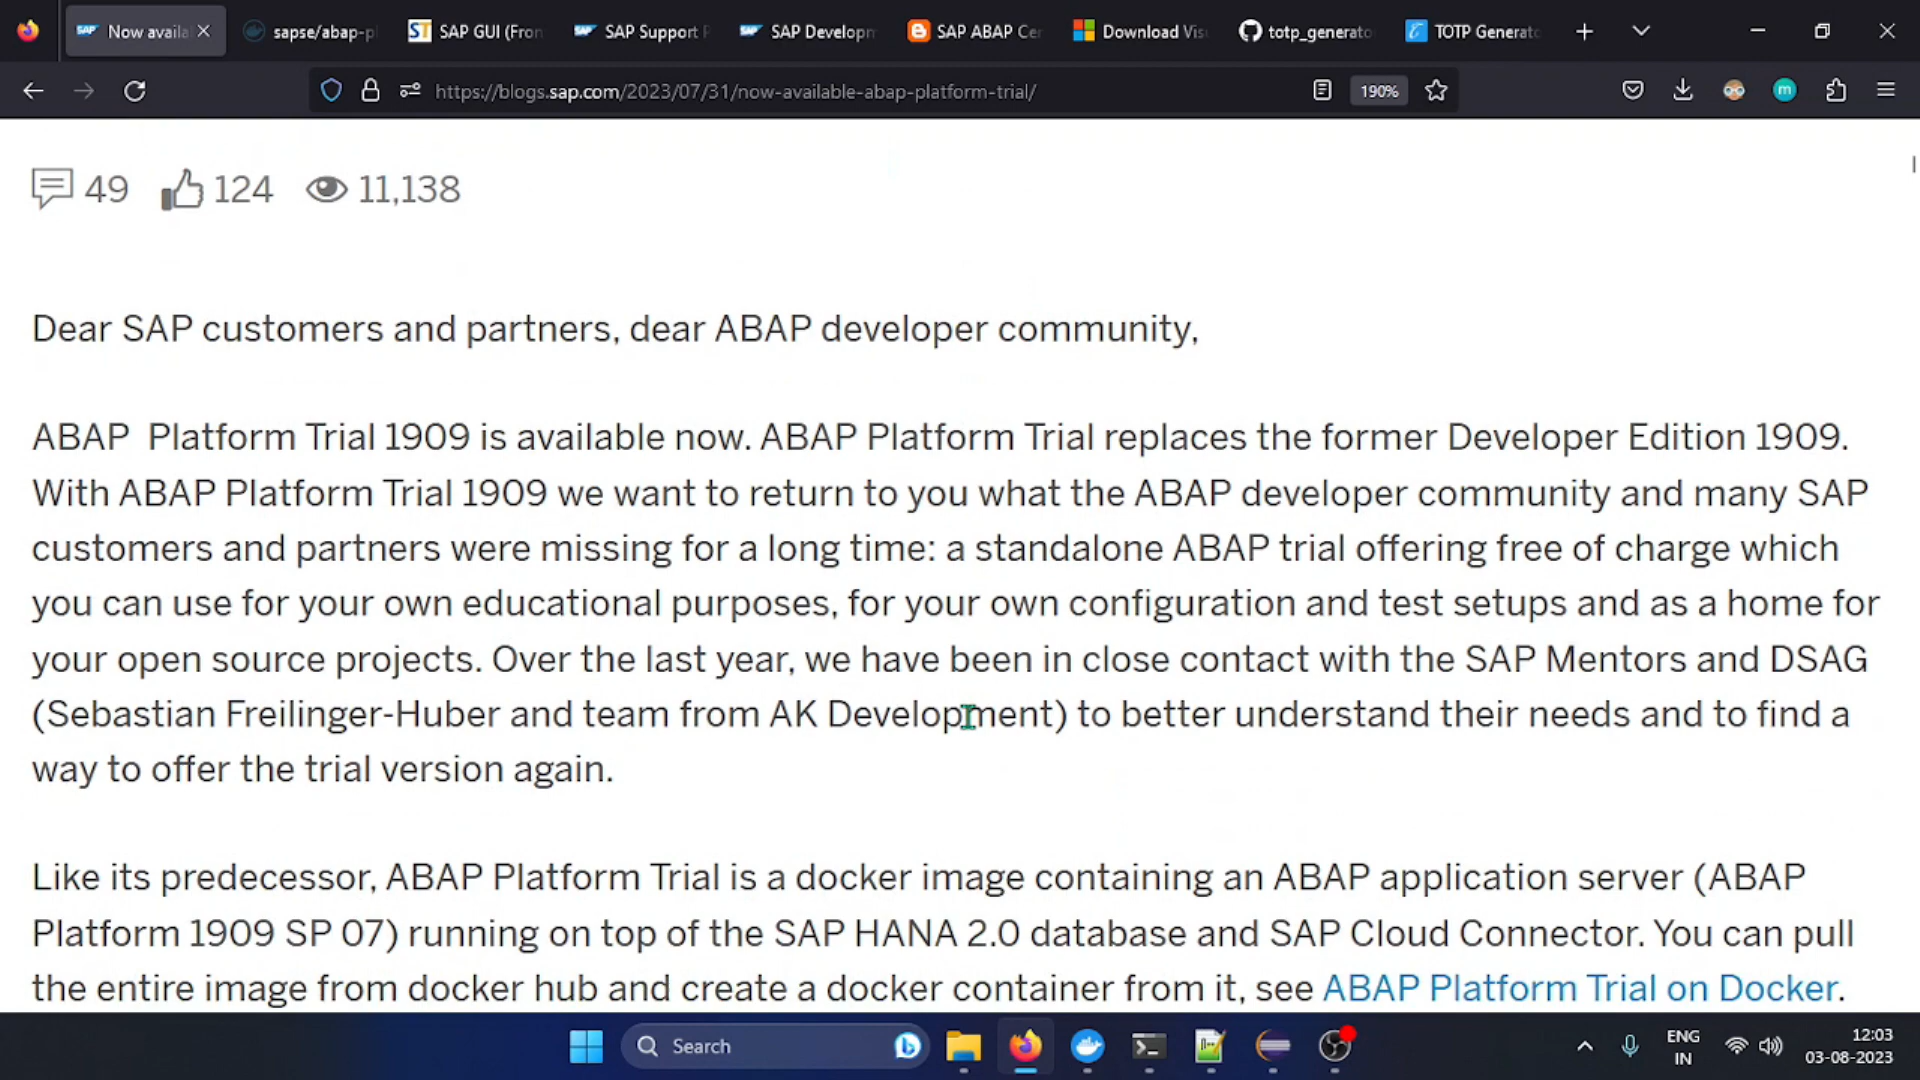 Now availa
sapse/abap-pl
SAP GUI (Fron
SAP Support P
SAP Developm
SAP ABAP Cer
Download Vis
totp_generato
TOTP Generato
https://blogs.sap.com/2023/07/31/now-available-abap-platform-trial/
190%
49 124 11,138
Dear SAP customers and partners, dear ABAP developer community,
ABAP Platform Trial 1909 is available now. ABAP Platform Trial replaces the former Developer Edition 1909.
With ABAP Platform Trial 1909 we want to return to you what the ABAP developer community and many SAP
customers and partners were missing for a long time: a standalone ABAP trial offering free of charge which
you can use for your own educational purposes, for your own configuration and test setups and as a home for
your open source projects. Over the last year, we have been in close contact with the SAP Mentors and DSAG
(Sebastian Freilinger-Huber and team from AK Development) to better understand their needs and to find a
way to offer the trial version again.
Like its predecessor, ABAP Platform Trial is a docker image containing an ABAP application server (ABAP
Platform 1909 SP 07) running on top of the SAP HANA 2.0 database and SAP Cloud Connector. You can pull
the entire image from docker hub and create a docker container from it, see ABAP Platform Trial on Docker.
Search
ENG
IN
12:03
03-08-2023